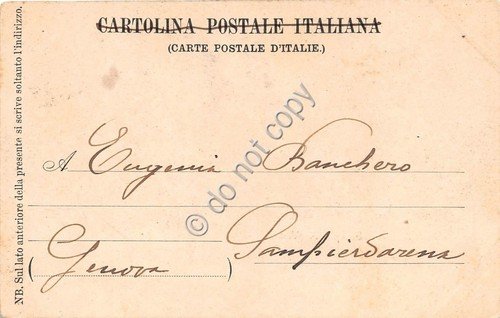 CARTOLINA POSTALE ITALIANA
(CARTE POSTALE D'ITALIE.)
NB. Sul lato anteriore della presente si scrive soltanto l'indirizzo.
A Eugenia Banchero
Sampierdarena
(Genova)
© do not copy